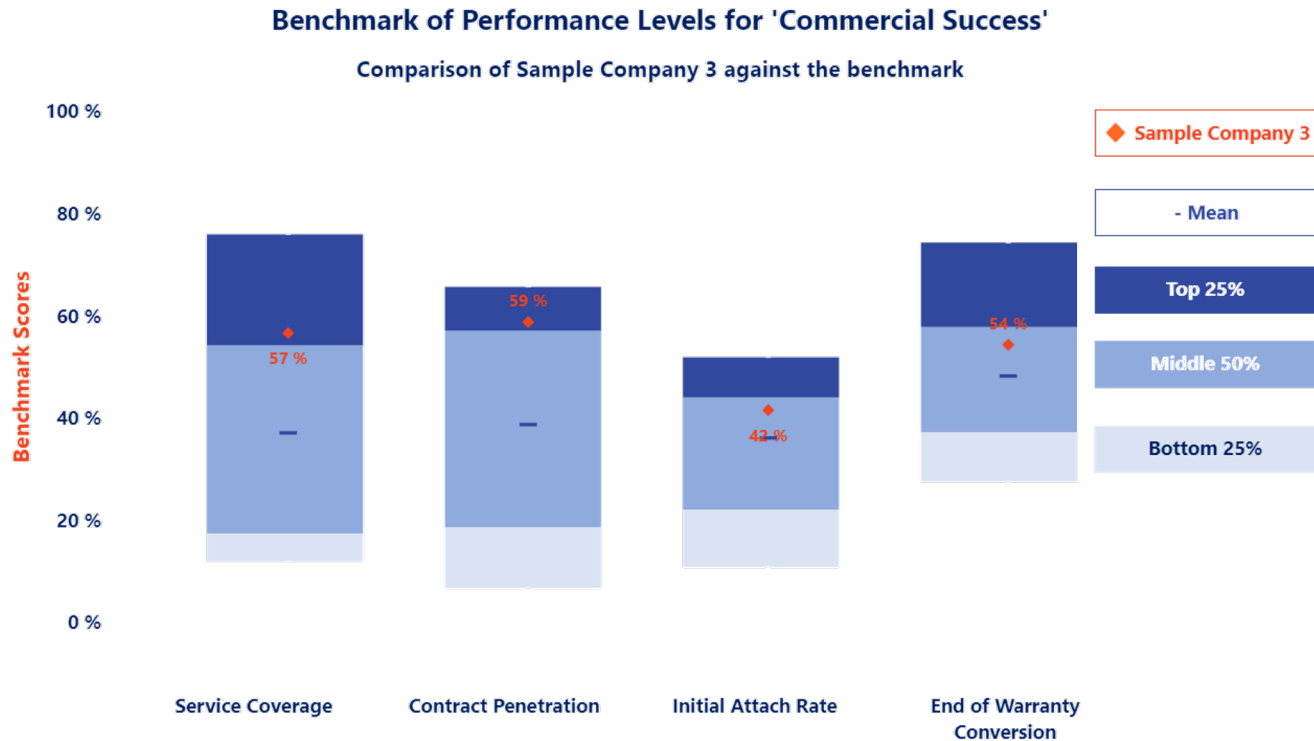 Benchmark of Performance Levels for 'Commercial Success'
Comparison of Sample Company 3 against the benchmark
100 %
80 %
60 %
40 %
20 %
0 %
Benchmark Scores
57 %
59 %
42 %
54 %
Service Coverage
Contract Penetration
Initial Attach Rate
End of Warranty
Conversion
Sample Company 3
- Mean
Top 25%
Middle 50%
Bottom 25%